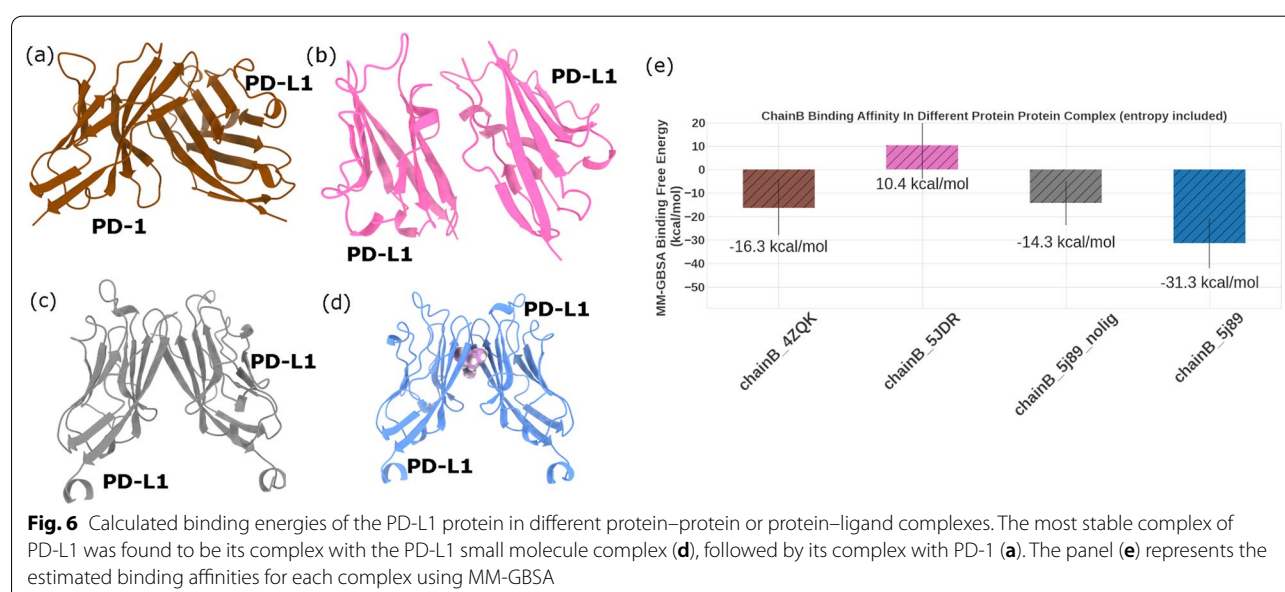 (a)
PD-L1
PD-1
(b)
PD-L1
PD-L1
(c)
PD-L1
PD-L1
(d)
PD-L1
PD-L1
(e)
ChainB Binding Affinity In Different Protein Protein Complex (entropy included)
MM-GBSA Binding Free Energy
(kcal/mol)
20
10
0
−10
−20
−30
−40
−50
-16.3 kcal/mol
10.4 kcal/mol
-14.3 kcal/mol
-31.3 kcal/mol
chainB_4ZQK
chainB_5JDR
chainB_5j89_nolig
chainB_5j89
Fig. 6 Calculated binding energies of the PD-L1 protein in different protein–protein or protein–ligand complexes. The most stable complex of
PD-L1 was found to be its complex with the PD-L1 small molecule complex (d), followed by its complex with PD-1 (a). The panel (e) represents the
estimated binding affinities for each complex using MM-GBSA